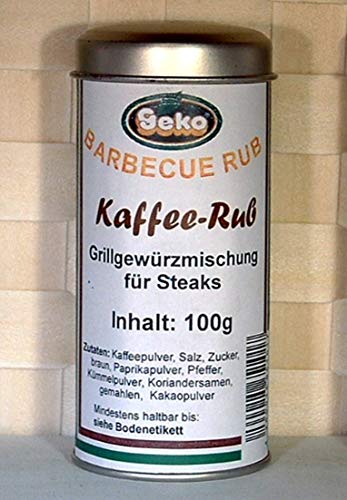 Geko
BARBECUE RUB
Kaffee-Rub
Grillgewürzmischung
für Steaks
Inhalt: 100g
Zutaten: Kaffeepulver, Salz, Zucker,
braun, Paprikapulver, Pfeffer,
Kümmelpulver, Koriandersamen,
gemahlen, Kakaopulver
Mindestens haltbar bis:
siehe Bodenetikett